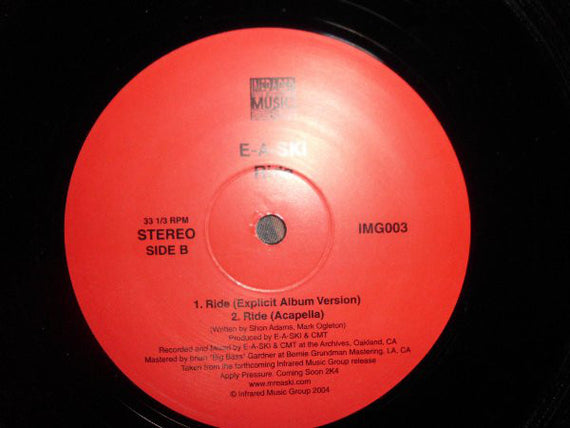 INFRARED
MUSIC
E-A-SKI
Ride
33 1/3 RPM
STEREO
SIDE B
IMG003
1. Ride (Explicit Album Version)
2. Ride (Acapella)
(Written by Shon Adams, Mark Ogleton)
Produced by E-A-SKI & CMT
Recorded and Mixed by E-A-SKI & CMT at the Archives, Oakland, CA
Mastered by Brian "Big Bass" Gardner at Bernie Grundman Mastering, LA, CA
Taken from the forthcoming Infrared Music Group release
Apply Pressure. Coming Soon 2K4
www.mreaski.com
© Infrared Music Group 2004